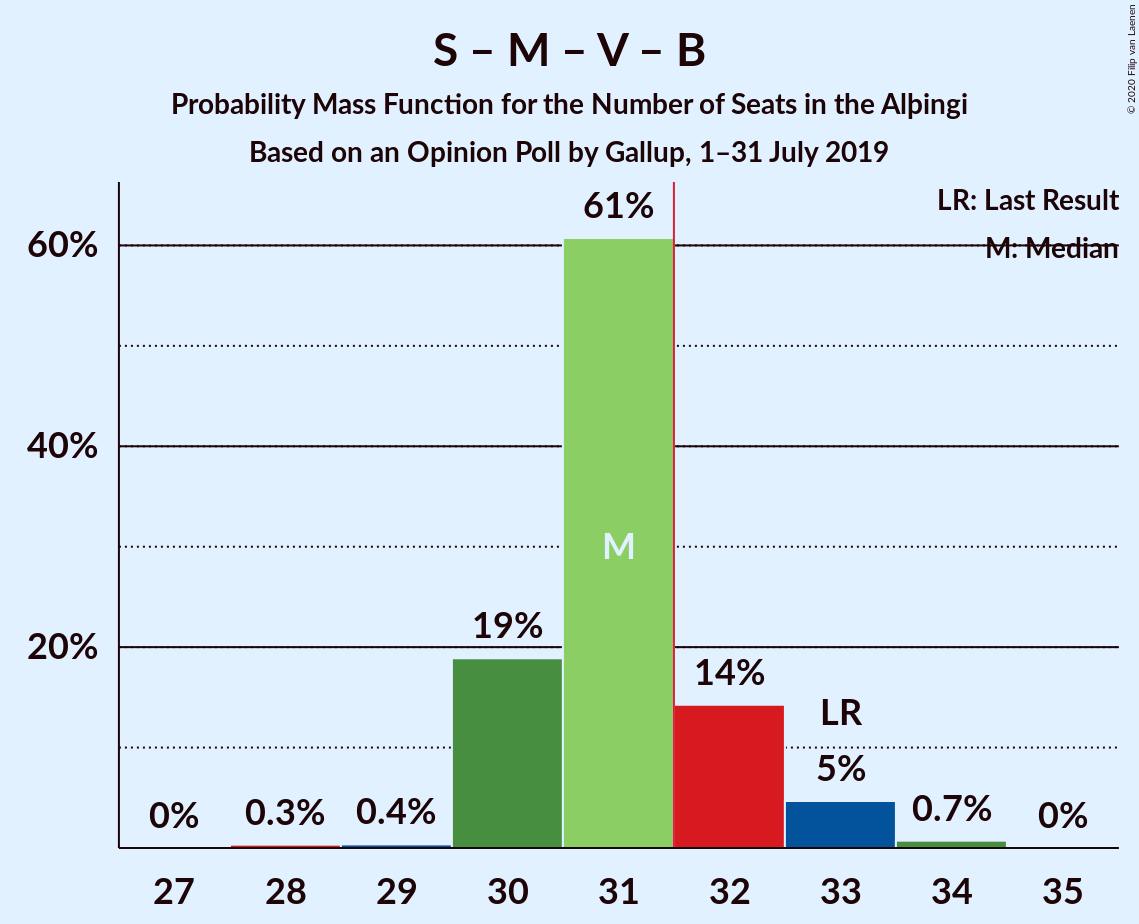 S – M – V – B
Probability Mass Function for the Number of Seats in the Alþingi
Based on an Opinion Poll by Gallup, 1–31 July 2019
© 2020 Filip van Laenen
LR: Last Result
M: Median
60%
40%
20%
0%
0.3%
0.4%
19%
61%
M
14%
LR
5%
0.7%
0%
27 28 29 30 31 32 33 34 35